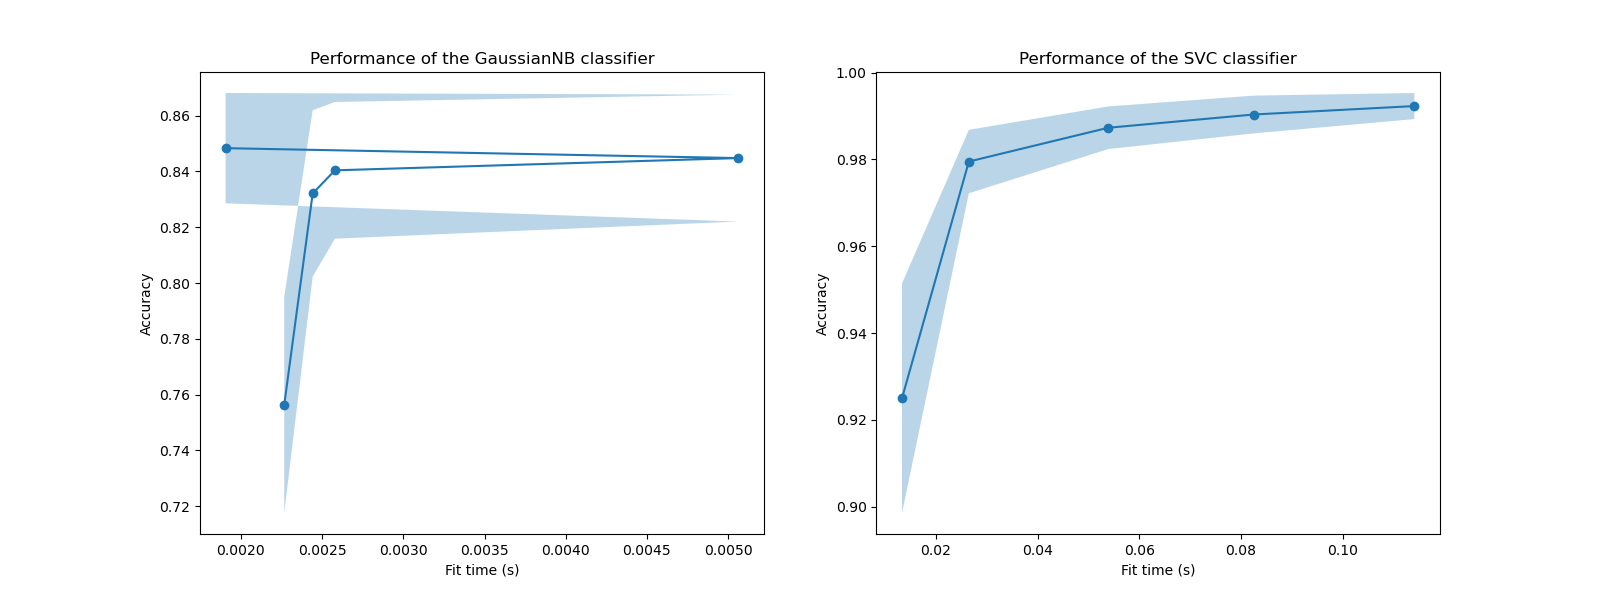 Performance of the GaussianNB classifier
Accuracy
0.86
0.84
0.82
0.80
0.78
0.76
0.74
0.72
0.0020 0.0025 0.0030 0.0035 0.0040 0.0045 0.0050
Fit time (s)
Performance of the SVC classifier
Accuracy
1.00
0.98
0.96
0.94
0.92
0.90
0.02 0.04 0.06 0.08 0.10
Fit time (s)